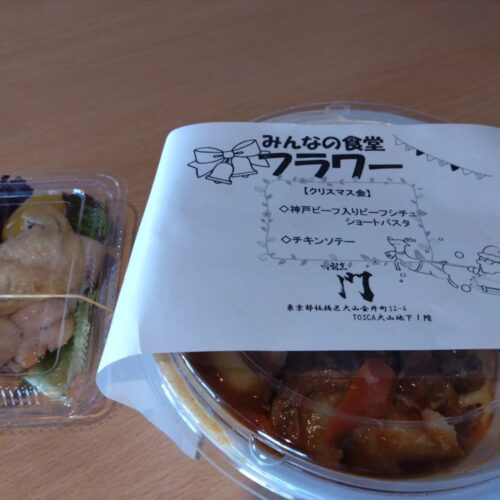 みんなの食堂
フラワー
【クリスマス会】
◇神戸ビーフ入りビーフシチュ
ショートパスタ
◇チキンソテー
門
東京都板橋区大山金井町52-4
TOSCA大山地下1階